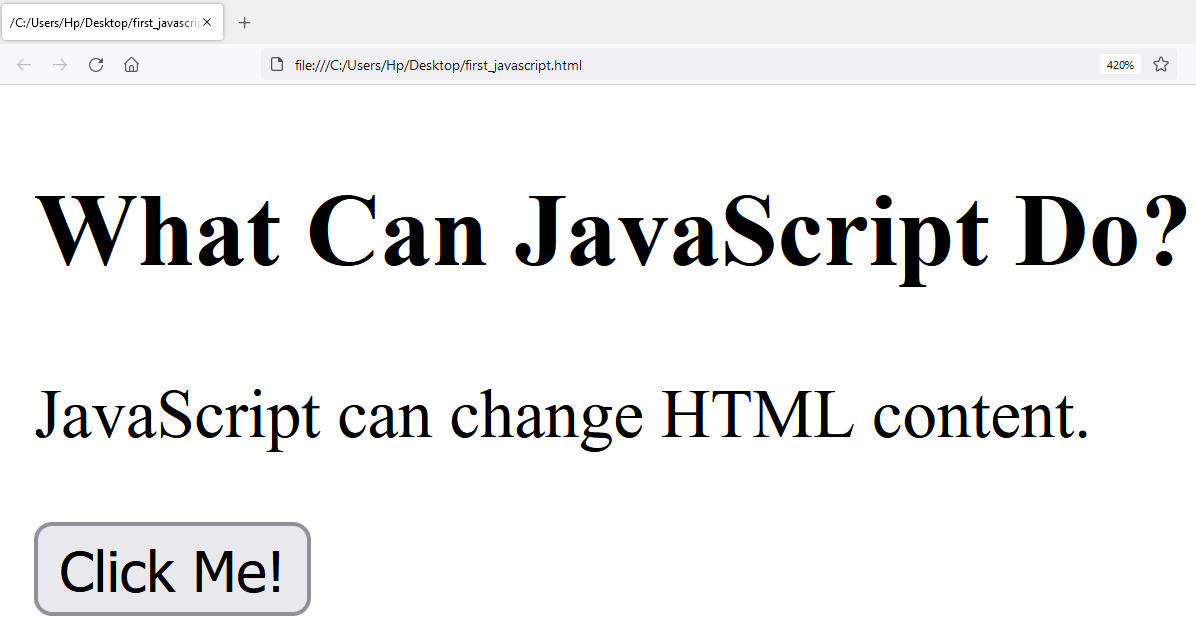 /C:/Users/Hp/Desktop/first_javascri
file:///C:/Users/Hp/Desktop/first_javascript.html
420%
What Can JavaScript Do?
JavaScript can change HTML content.
Click Me!